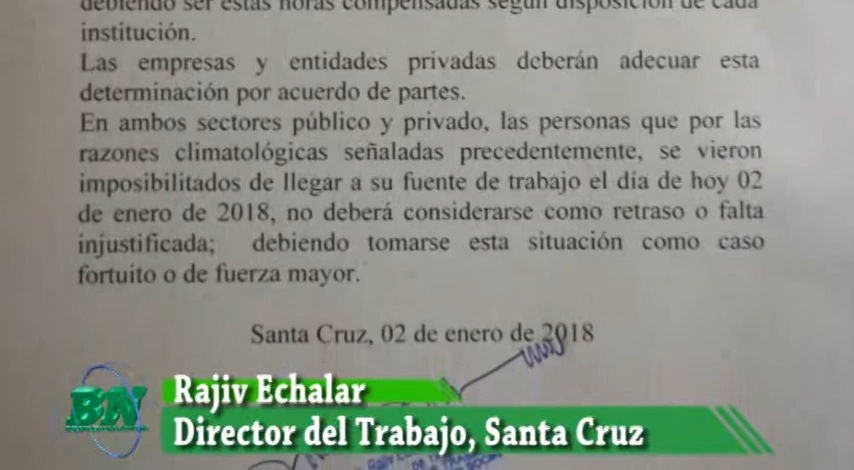 debiendo ser estas horas compensadas según disposición de cada
institución.
Las empresas y entidades privadas deberán adecuar esta
determinación por acuerdo de partes.
En ambos sectores público y privado, las personas que por las
razones climatológicas señaladas precedentemente, se vieron
imposibilitados de llegar a su fuente de trabajo el día de hoy 02
de enero de 2018, no deberá considerarse como retraso o falta
injustificada; debiendo tomarse esta situación como caso
fortuito o de fuerza mayor.
Santa Cruz, 02 de enero de 2018
BN
Rajiv Echalar
Director del Trabajo, Santa Cruz